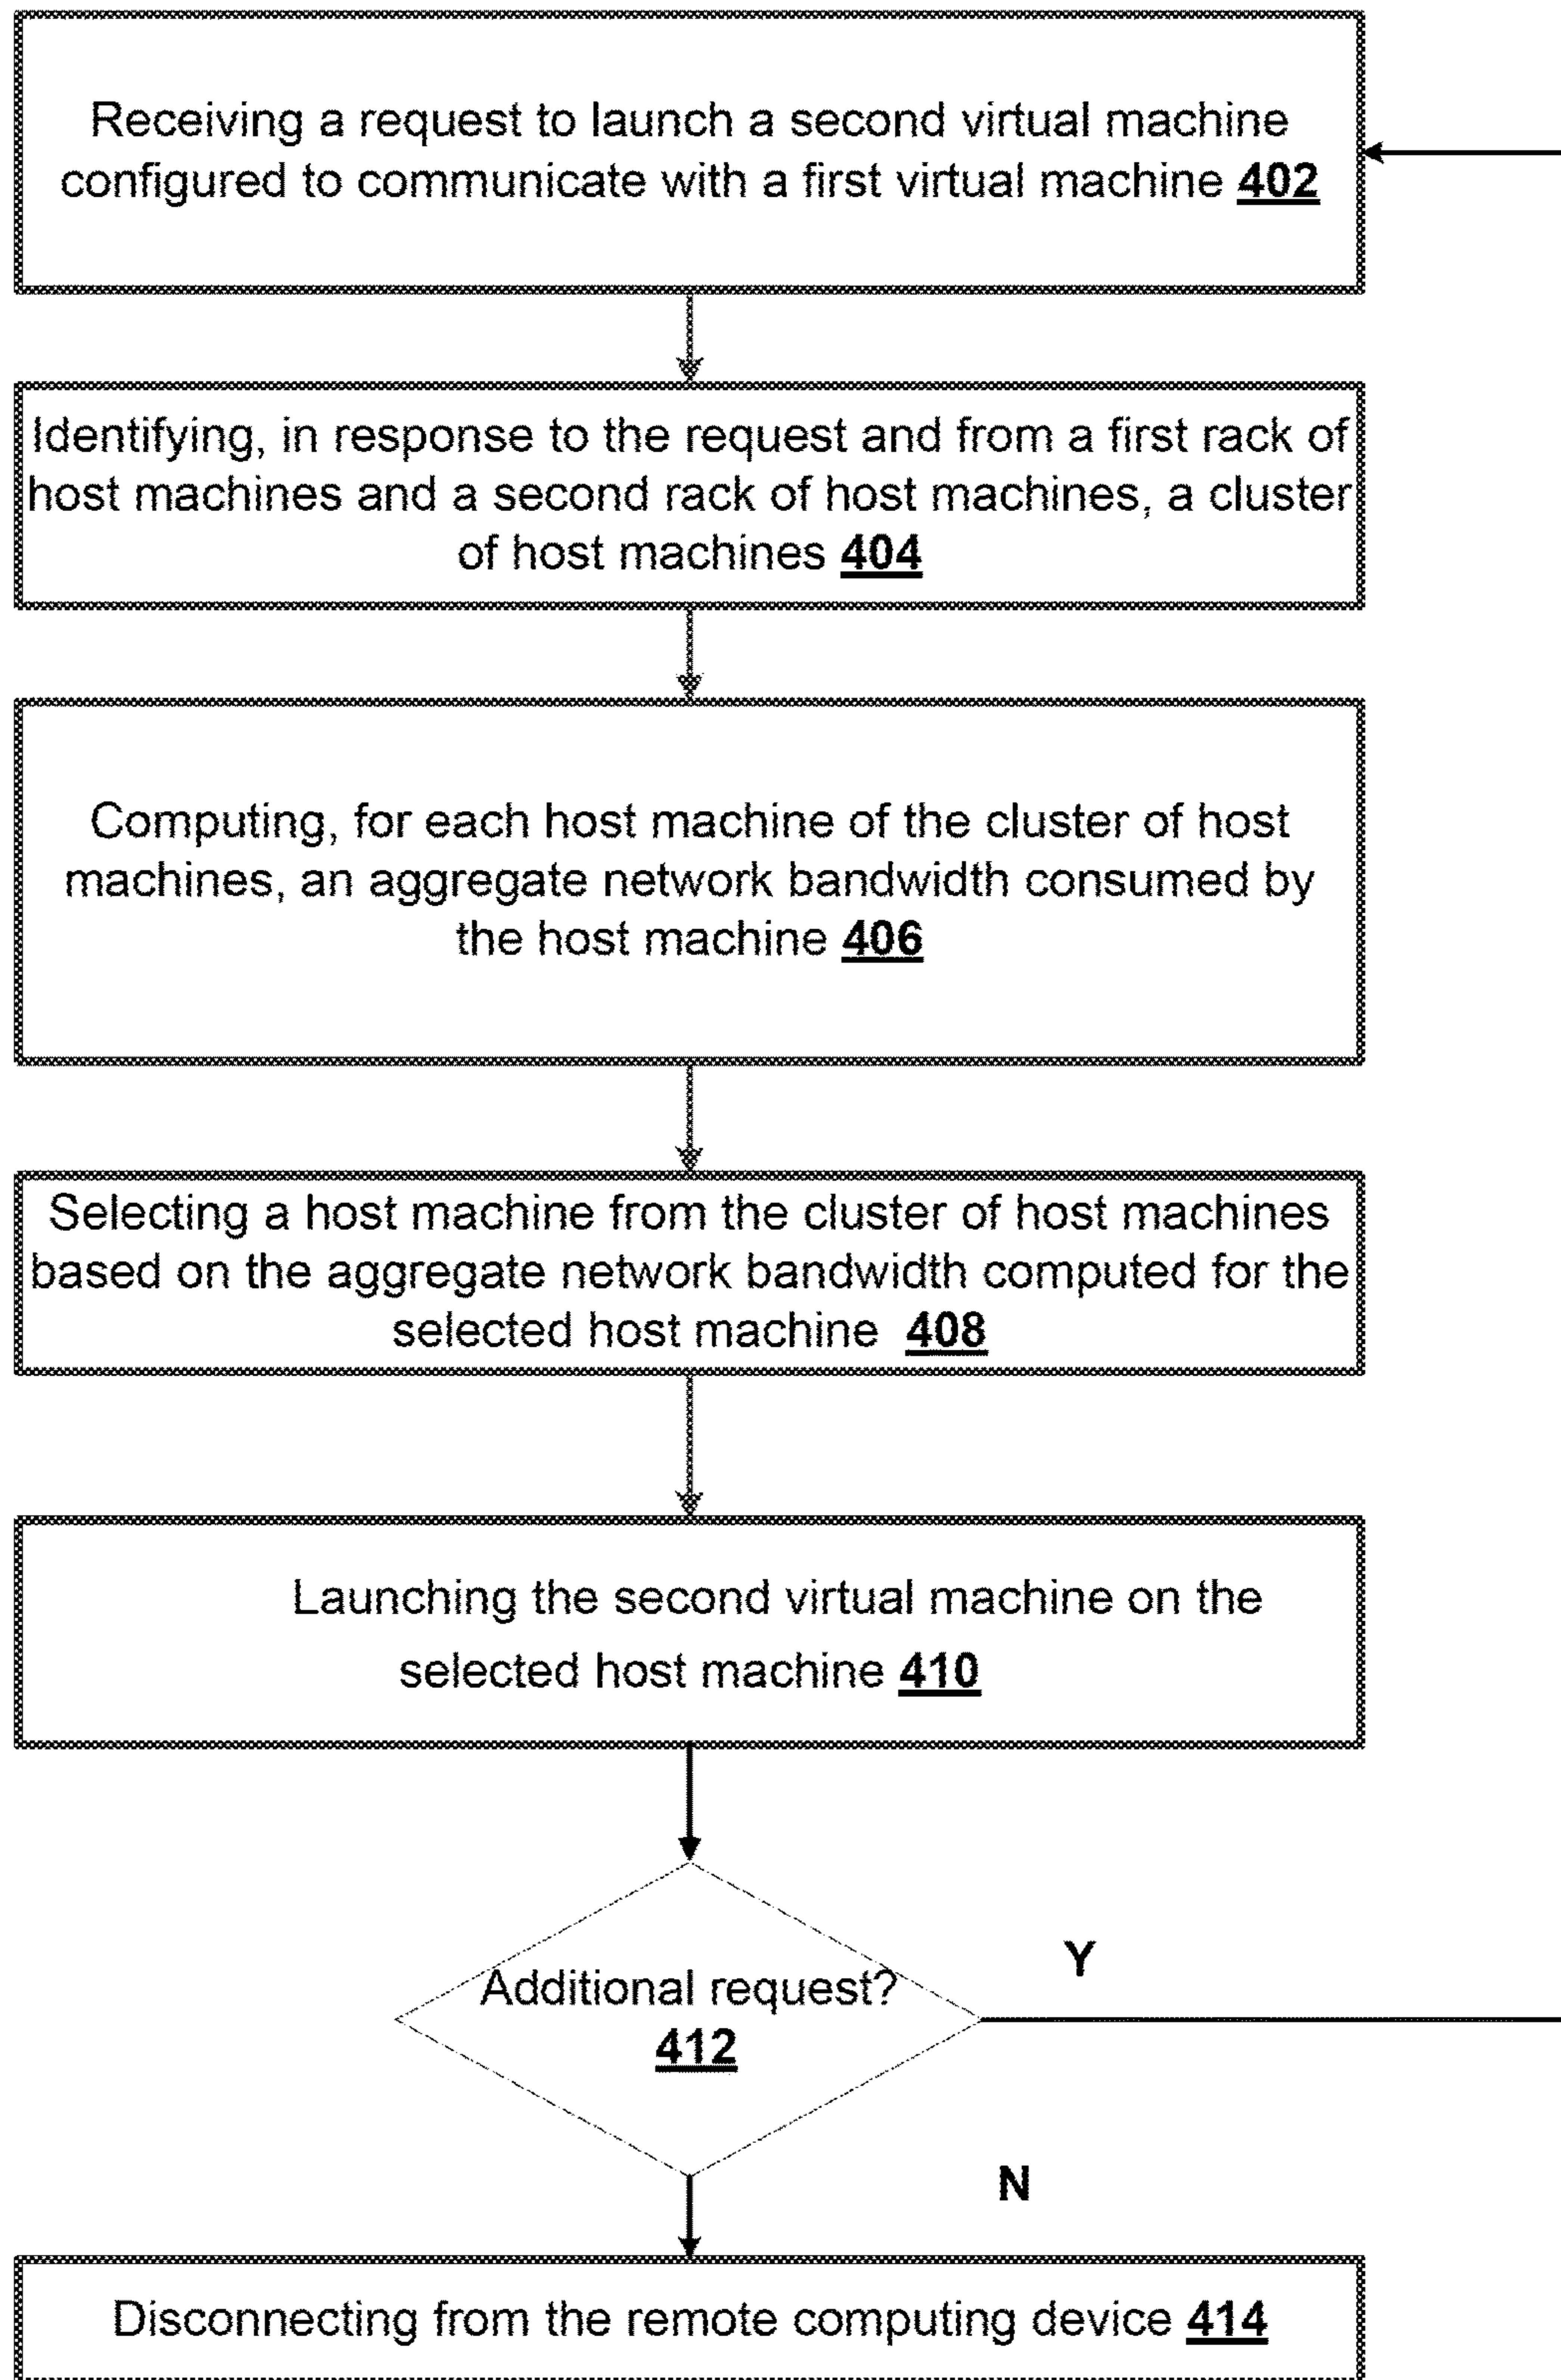 Receiving a request to launch a second virtual machine
configured to communicate with a first virtual machine 402
Identifying, in response to the request and from a first rack of
host machines and a second rack of host machines, a cluster
of host machines 404
Computing, for each host machine of the cluster of host
machines, an aggregate network bandwidth consumed by
the host machine 406
Selecting a host machine from the cluster of host machines
based on the aggregate network bandwidth computed for the
selected host machine 408
Launching the second virtual machine on the
selected host machine 410
Y
Additional request?
412
N
Disconnecting from the remote computing device 414